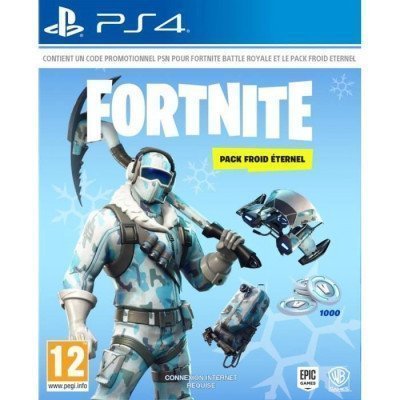 PS4
CONTIENT UN CODE PROMOTIONNEL PSN POUR FORTNITE BATTLE ROYALE ET LE PACK FROID ÉTERNEL
FORTNITE
PACK FROID ÉTERNEL
1000
12
www.pegi.info
CONNEXION INTERNET
REQUISE
EPIC
GAMES
WB
GAMES